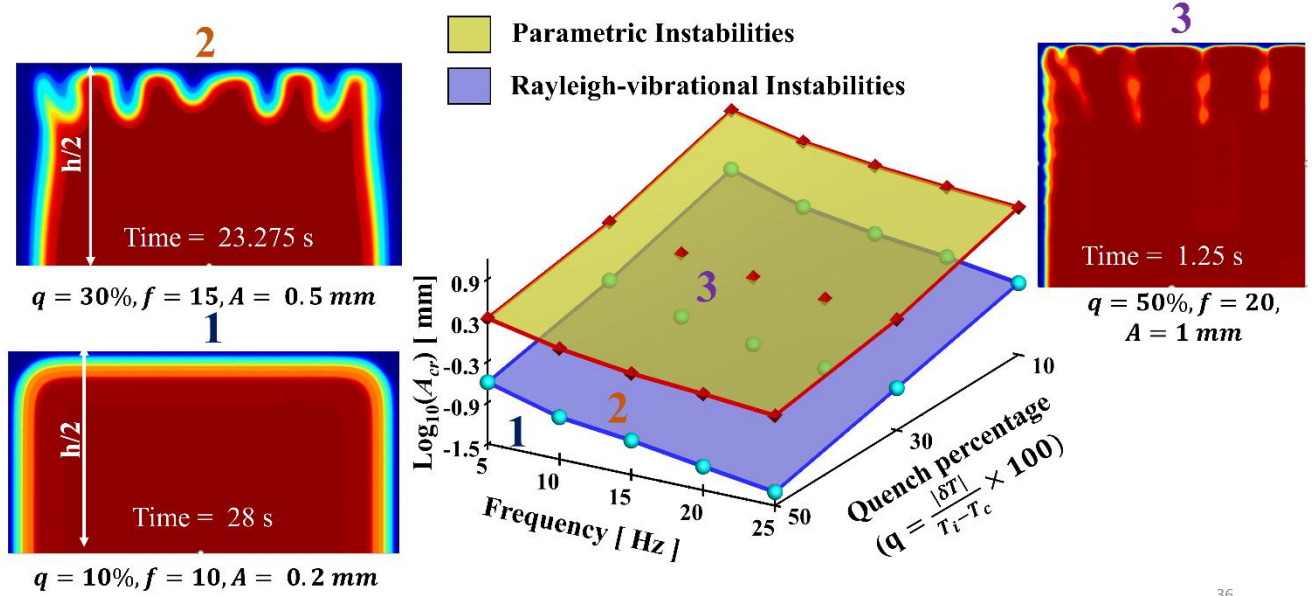 2
h/2
Time = 23.275 s
q = 30%, f = 15, A = 0.5 mm
1
h/2
Time = 28 s
q = 10%, f = 10, A = 0.2 mm
Parametric Instabilities
Rayleigh-vibrational Instabilities
Log₁₀(A_cr) [ mm]
0.9
0.3
-0.3
-0.9
-1.5
1
2
3
5
10
15
20
25
Frequency [ Hz ]
50
30
10
Quench percentage
(q = |δT| / T_i−T_c × 100)
3
Time = 1.25 s
q = 50%, f = 20,
A = 1 mm
36